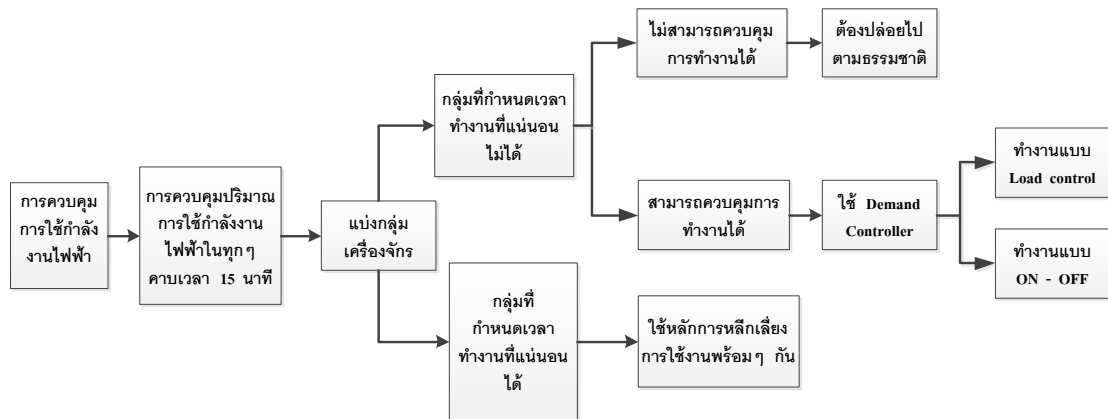 การควบคุม
การใช้กำลัง
งานไฟฟ้า
การควบคุมปริมาณ
การใช้กำลังงาน
ไฟฟ้าในทุกๆ
คาบเวลา 15 นาที
แบ่งกลุ่ม
เครื่องจักร
กลุ่มที่กำหนดเวลา
ทำงานที่แน่นอน
ไม่ได้
ไม่สามารถควบคุม
การทำงานได้
ต้องปล่อยไป
ตามธรรมชาติ
สามารถควบคุมการ
ทำงานได้
ใช้ Demand
Controller
ทำงานแบบ
Load control
ทำงานแบบ
ON - OFF
กลุ่มที่
กำหนดเวลา
ทำงานที่แน่นอน
ได้
ใช้หลักการหลีกเลี่ยง
การใช้งานพร้อมๆ กัน